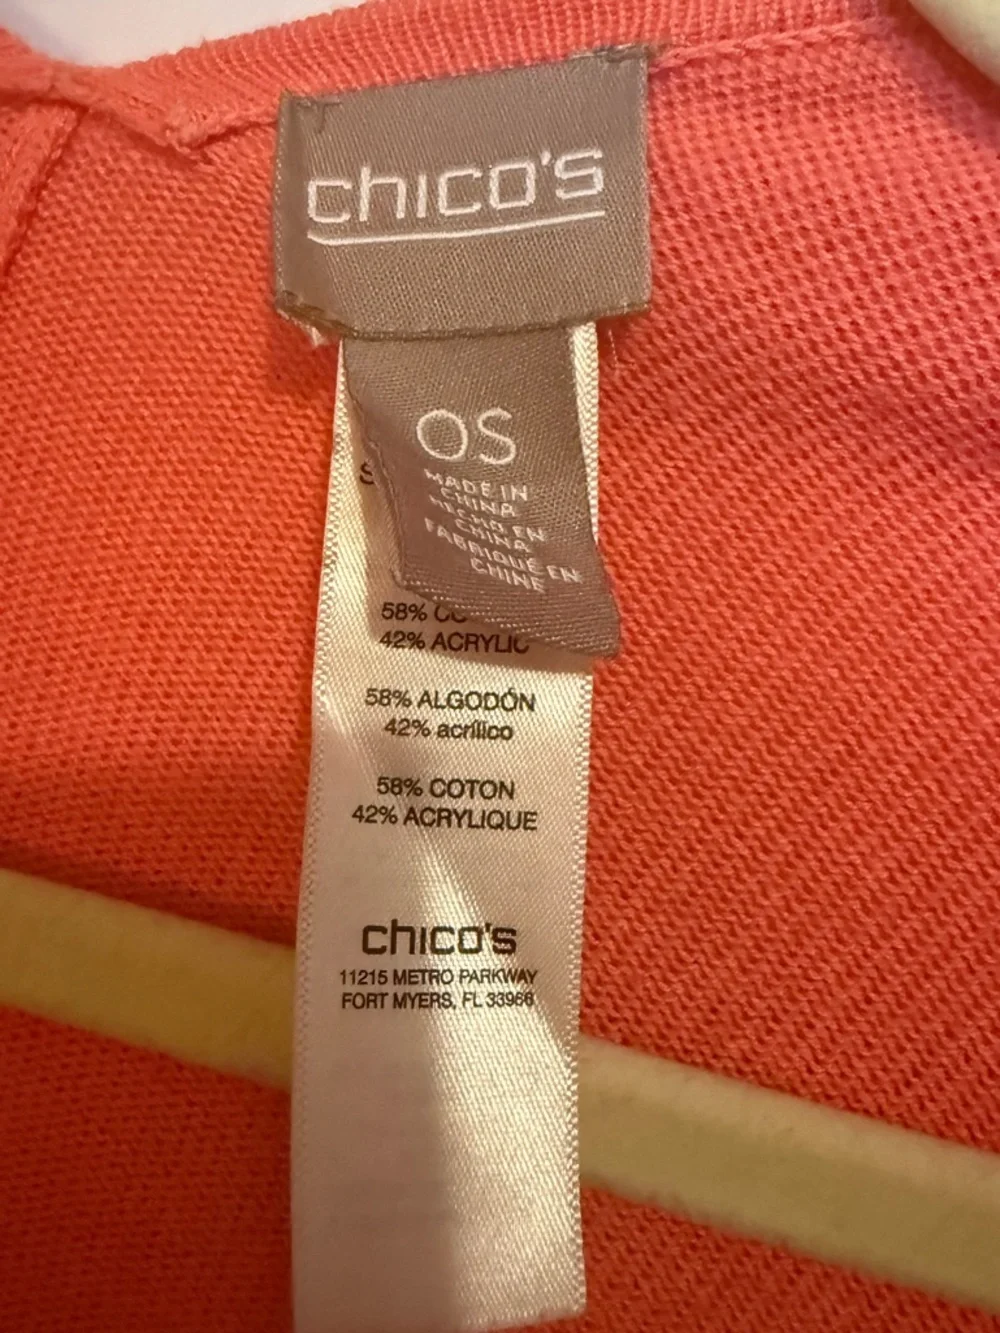 chico's
OS
MADE IN
CHINA
HECHO EN
CHINA
FABRIQUÉ EN
CHINE
58%
42% ACRYLIC
58% ALGODÓN
42% acrílico
58% COTON
42% ACRYLIQUE
chico's
11215 METRO PARKWAY
FORT MYERS, FL 33966